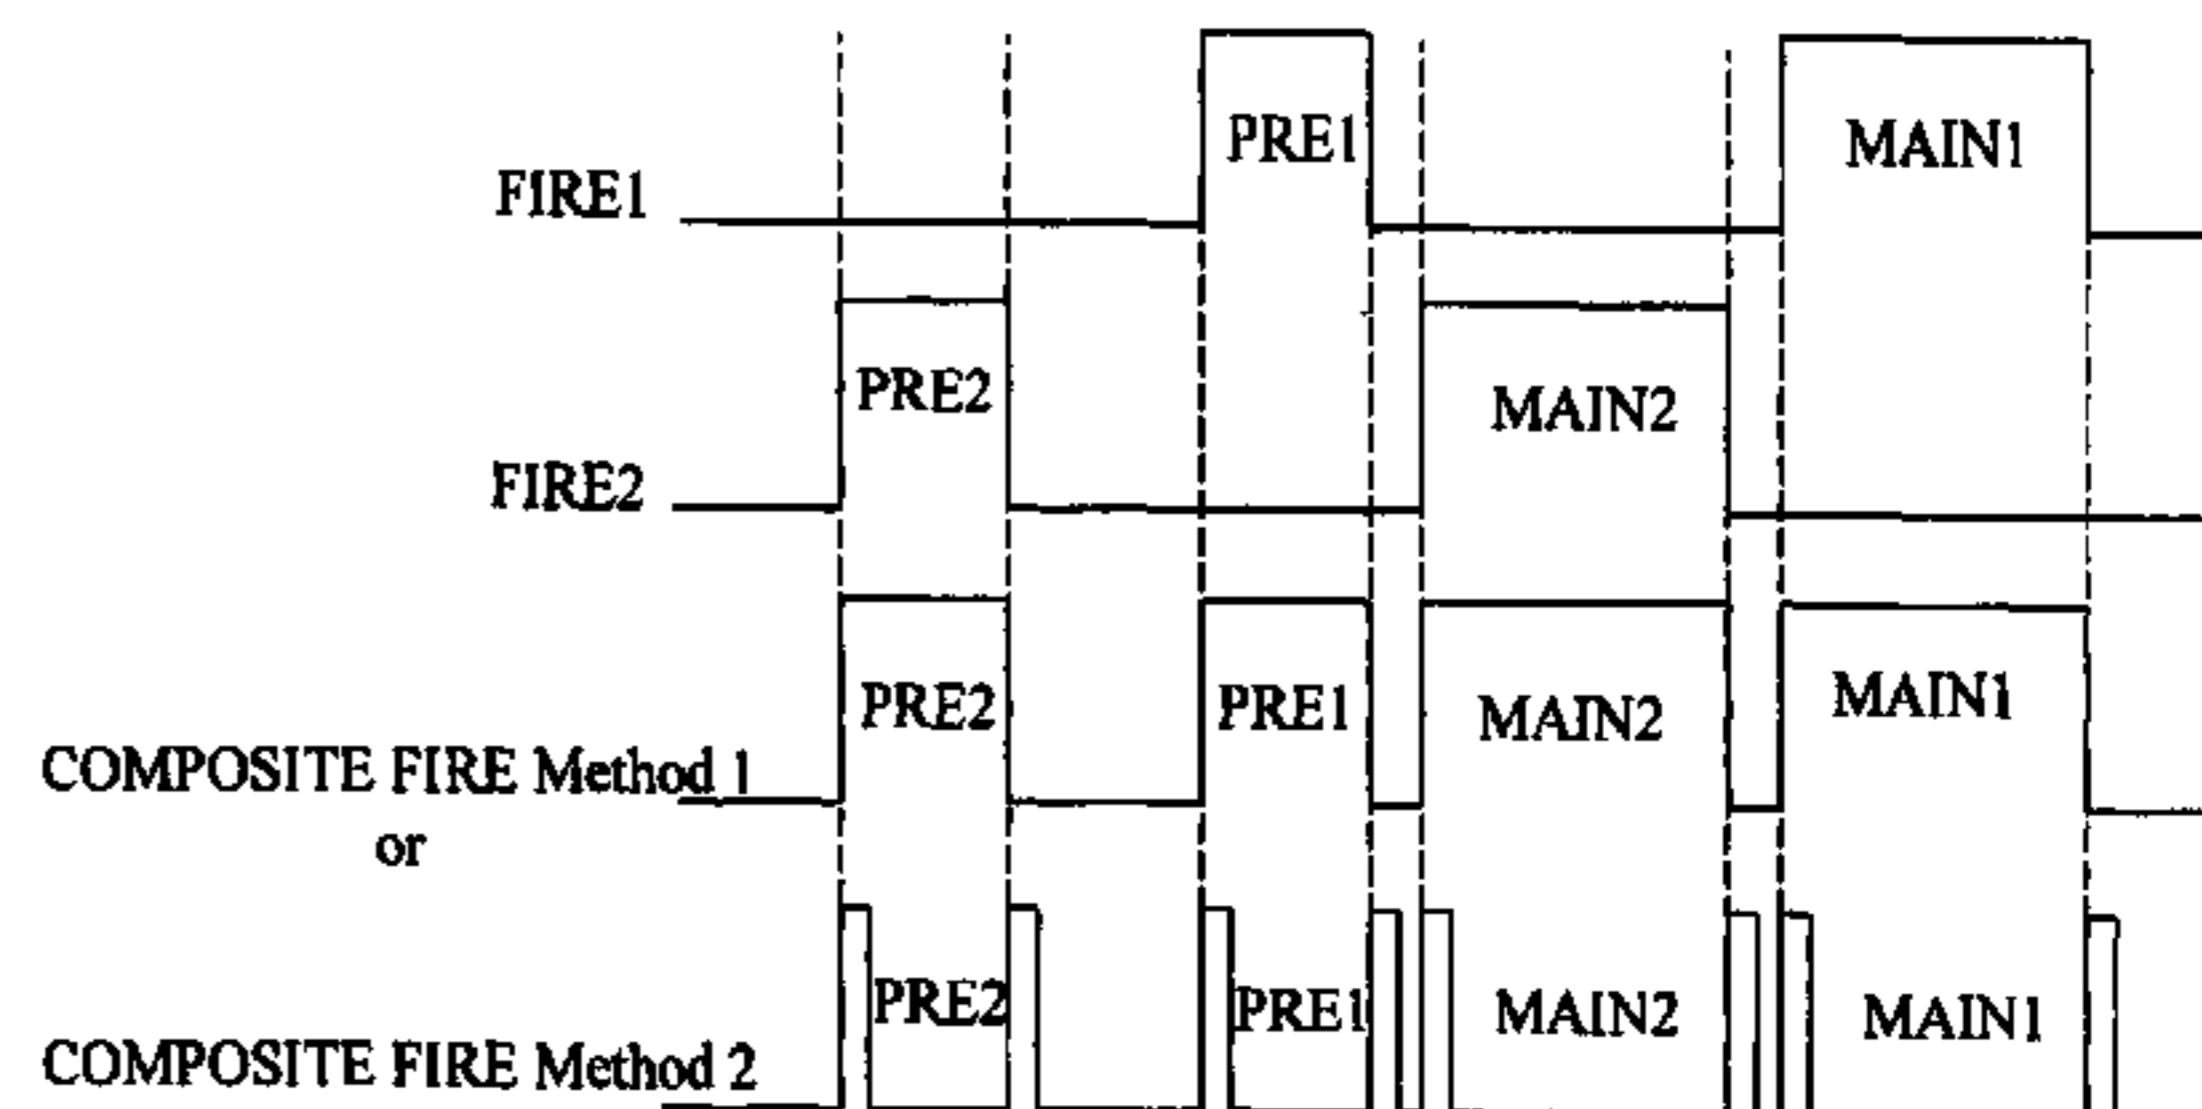 PRE1
MAIN1
FIRE1
PRE2
MAIN2
FIRE2
PRE2
PRE1
MAIN2
MAIN1
COMPOSITE FIRE Method 1
or
PRE2
PRE1
MAIN2
MAIN1
COMPOSITE FIRE Method 2